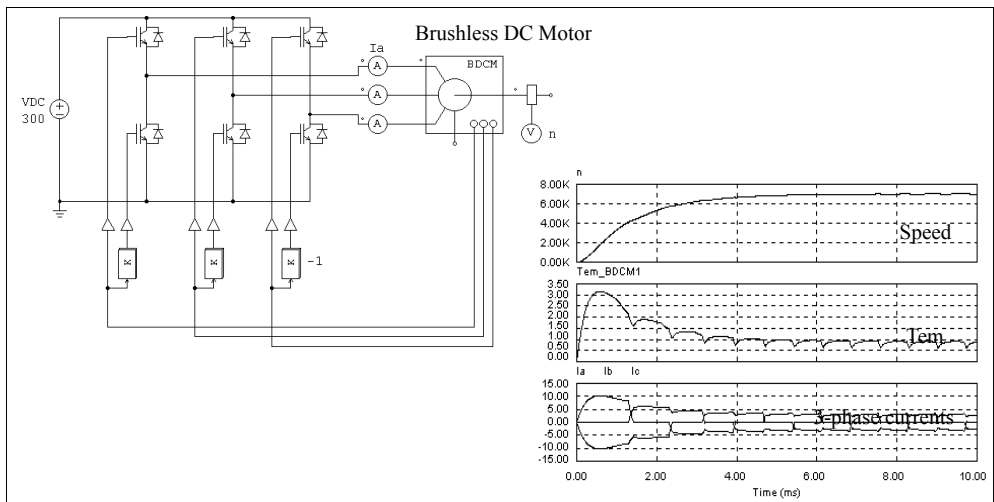 Brushless DC Motor
Ia
BDCM
A
A
A
VDC
300
V
n
K
K
K
-1
n
8.00K
6.00K
4.00K
2.00K
0.00K
Speed
Tem_BDCM1
3.50
3.00
2.50
2.00
1.50
1.00
0.50
0.00
Tem
Ia Ib Ic
15.00
10.00
5.00
0.00
-5.00
-10.00
-15.00
3-phase currents
0.00 2.00 4.00 6.00 8.00 10.00
Time (ms)